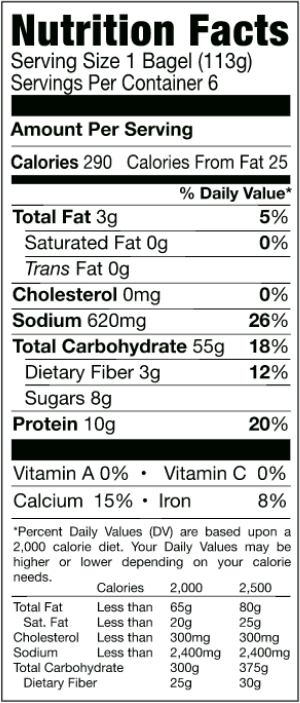 Nutrition Facts
Serving Size 1 Bagel (113g)
Servings Per Container 6
Amount Per Serving
Calories 290 Calories From Fat 25
% Daily Value*
Total Fat 3g 5%
Saturated Fat 0g 0%
Trans Fat 0g
Cholesterol 0mg 0%
Sodium 620mg 26%
Total Carbohydrate 55g 18%
Dietary Fiber 3g 12%
Sugars 8g
Protein 10g 20%
Vitamin A 0% • Vitamin C 0%
Calcium 15% • Iron 8%
*Percent Daily Values (DV) are based upon a
2,000 calorie diet. Your Daily Values may be
higher or lower depending on your calorie
needs.
Calories 2,000 2,500
Total Fat Less than 65g 80g
Sat. Fat Less than 20g 25g
Cholesterol Less than 300mg 300mg
Sodium Less than 2,400mg 2,400mg
Total Carbohydrate 300g 375g
Dietary Fiber 25g 30g